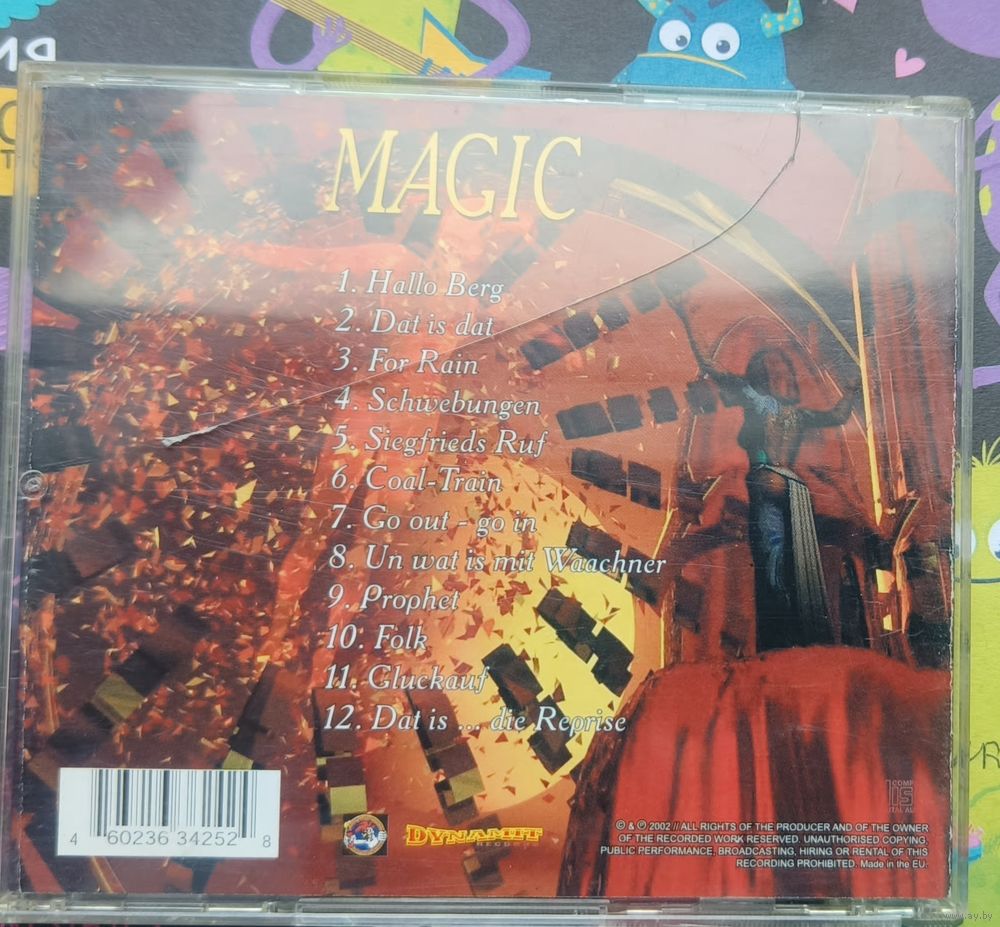 MAGIC
1. Hallo Berg
2. Dat is dat
3. For Rain
4. Schwebungen
5. Siegfrieds Ruf
6. Coal-Train
7. Go out - go in
8. Un wat is mit Waachner
9. Prophet
10. Folk
11. Gluckauf
12. Dat is ... die Reprise
4 60236 34252 8
DYNAMIT
RECORDS
© & ℗ 2002 // ALL RIGHTS OF THE PRODUCER AND OF THE OWNER
OF THE RECORDED WORK RESERVED. UNAUTHORISED COPYING,
PUBLIC PERFORMANCE, BROADCASTING, HIRING OR RENTAL OF THIS
RECORDING PROHIBITED. Made in the EU.
www.ay.by